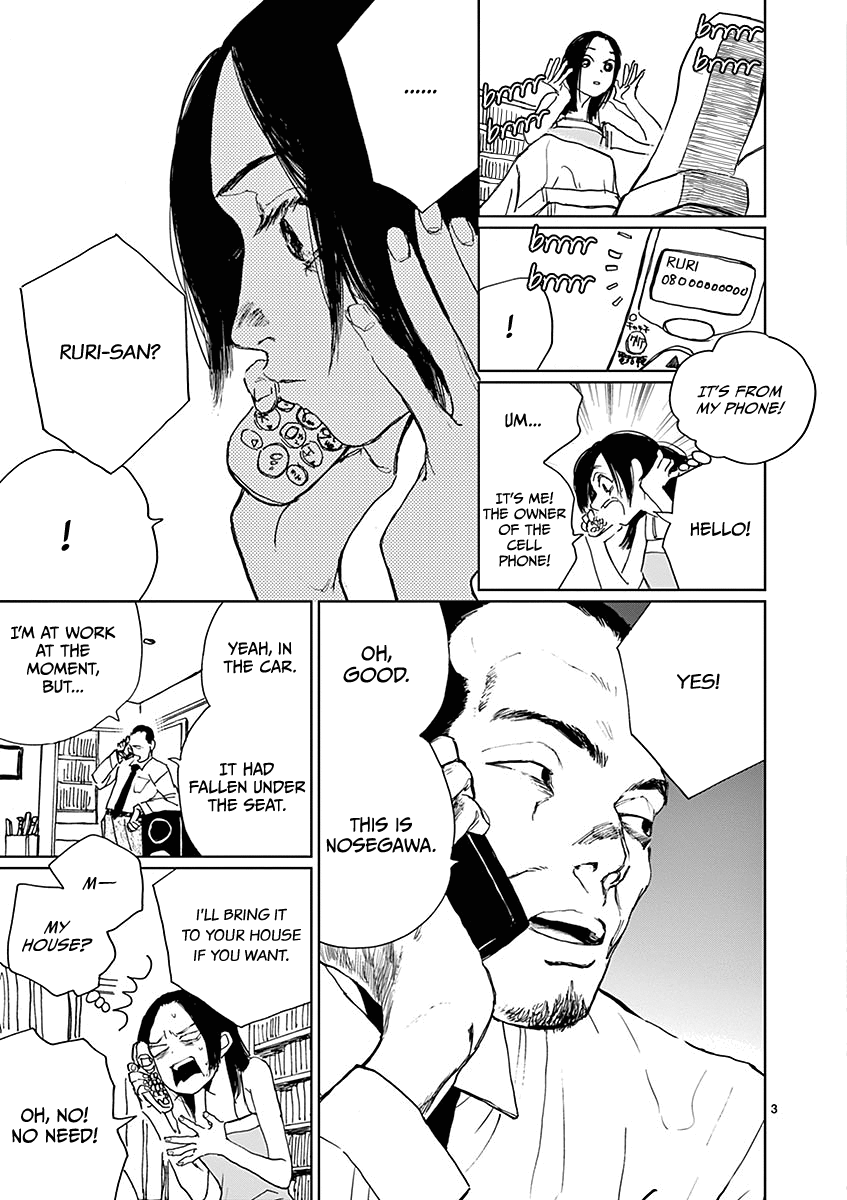 brrrr
brrrr
brrrr
brrrr
brrrr
brrrr
RURI
080000000000
!
IT'S FROM
MY PHONE!
HELLO!
UM...
IT'S ME!
THE OWNER
OF THE
CELL
PHONE!
......
RURI-SAN?
!
YES!
OH,
GOOD.
THIS IS
NOSEGAWA.
YEAH, IN
THE CAR.
IT HAD
FALLEN UNDER
THE SEAT.
I'M AT WORK
AT THE
MOMENT,
BUT...
I'LL BRING IT
TO YOUR HOUSE
IF YOU WANT.
M—
MY
HOUSE?
OH, NO!
NO NEED!
3